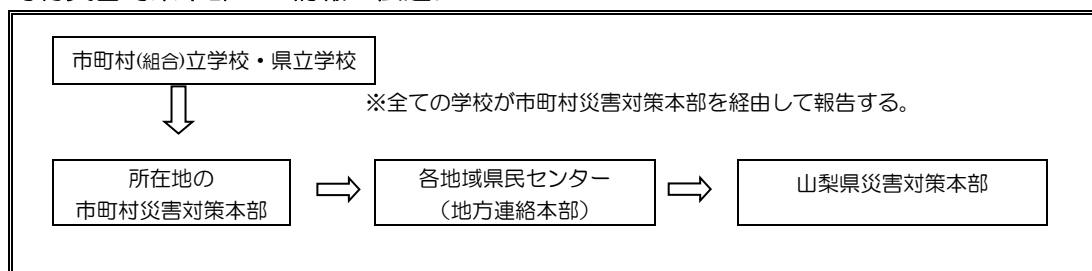 市町村(組合)立学校・県立学校
※全ての学校が市町村災害対策本部を経由して報告する。
所在地の
市町村災害対策本部
各地域県民センター
（地方連絡本部）
山梨県災害対策本部